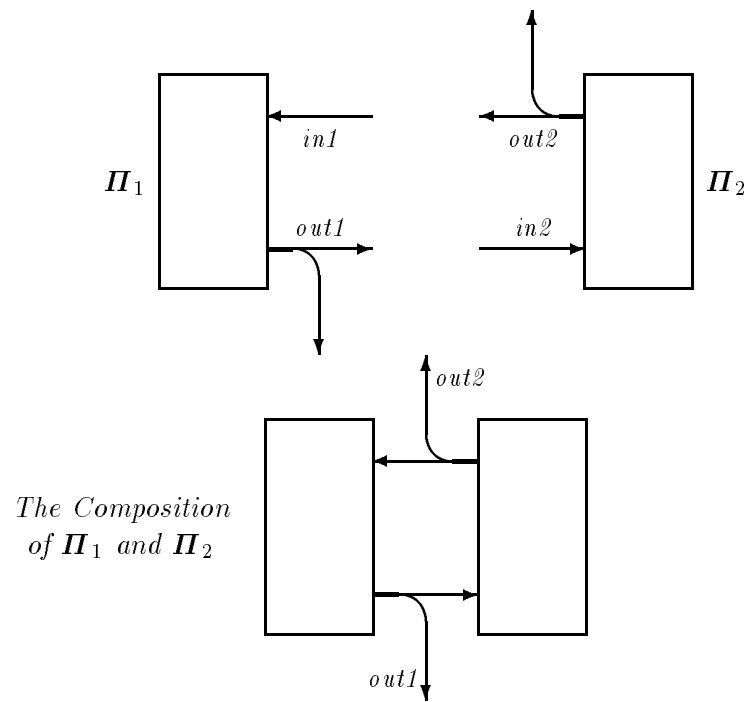 in1
out2
Π1
Π2
out1
in2
out2
The Composition
of Π1 and Π2
out1